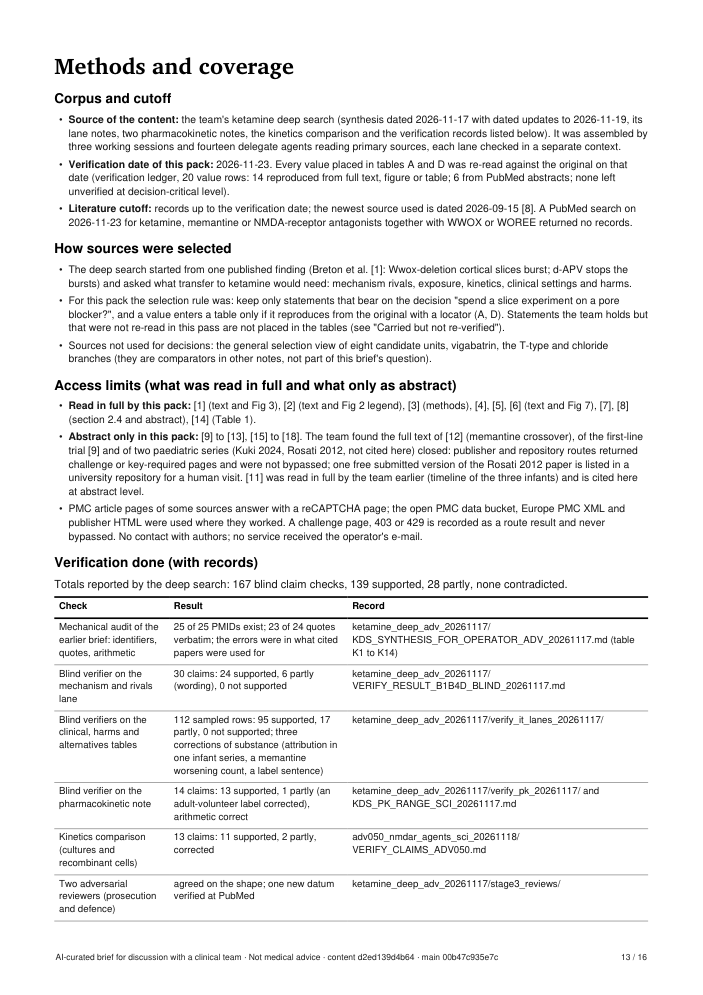 Methods and coverage
Corpus and cutoff
• Source of the content: the team's ketamine deep search (synthesis dated 2026-11-17 with dated updates to 2026-11-19, its
lane notes, two pharmacokinetic notes, the kinetics comparison and the verification records listed below). It was assembled by
three working sessions and fourteen delegate agents reading primary sources, each lane checked in a separate context.
• Verification date of this pack: 2026-11-23. Every value placed in tables A and D was re-read against the original on that
date (verification ledger, 20 value rows: 14 reproduced from full text, figure or table; 6 from PubMed abstracts; none left
unverified at decision-critical level).
• Literature cutoff: records up to the verification date; the newest source used is dated 2026-09-15 [8]. A PubMed search on
2026-11-23 for ketamine, memantine or NMDA-receptor antagonists together with WWOX or WOREE returned no records.
How sources were selected
• The deep search started from one published finding (Breton et al. [1]: Wwox-deletion cortical slices burst; d-APV stops the
bursts) and asked what transfer to ketamine would need: mechanism rivals, exposure, kinetics, clinical settings and harms.
• For this pack the selection rule was: keep only statements that bear on the decision "spend a slice experiment on a pore
blocker?", and a value enters a table only if it reproduces from the original with a locator (A, D). Statements the team holds but
that were not re-read in this pass are not placed in the tables (see "Carried but not re-verified").
• Sources not used for decisions: the general selection view of eight candidate units, vigabatrin, the T-type and chloride
branches (they are comparators in other notes, not part of this brief's question).
Access limits (what was read in full and what only as abstract)
• Read in full by this pack: [1] (text and Fig 3), [2] (text and Fig 2 legend), [3] (methods), [4], [5], [6] (text and Fig 7), [7], [8]
(section 2.4 and abstract), [14] (Table 1).
• Abstract only in this pack: [9] to [13], [15] to [18]. The team found the full text of [12] (memantine crossover), of the first-line
trial [9] and of two paediatric series (Kuki 2024, Rosati 2012, not cited here) closed: publisher and repository routes returned
challenge or key-required pages and were not bypassed; one free submitted version of the Rosati 2012 paper is listed in a
university repository for a human visit. [11] was read in full by the team earlier (timeline of the three infants) and is cited here
at abstract level.
• PMC article pages of some sources answer with a reCAPTCHA page; the open PMC data bucket, Europe PMC XML and
publisher HTML were used where they worked. A challenge page, 403 or 429 is recorded as a route result and never
bypassed. No contact with authors; no service received the operator's e-mail.
Verification done (with records)
Totals reported by the deep search: 167 blind claim checks, 139 supported, 28 partly, none contradicted.
Check Result Record
Mechanical audit of the 25 of 25 PMIDs exist; 23 of 24 quotes ketamine_deep_adv_20261117/
earlier brief: identifiers, verbatim; the errors were in what cited KDS_SYNTHESIS_FOR_OPERATOR_ADV_20261117.md (table
quotes, arithmetic papers were used for K1 to K14)
Blind verifier on the 30 claims: 24 supported, 6 partly ketamine_deep_adv_20261117/
mechanism and rivals (wording), 0 not supported VERIFY_RESULT_B1B4D_BLIND_20261117.md
lane
Blind verifiers on the 112 sampled rows: 95 supported, 17 ketamine_deep_adv_20261117/verify_it_lanes_20261117/
clinical, harms and partly, 0 not supported; three
alternatives tables corrections of substance (attribution in
one infant series, a memantine
worsening count, a label sentence)
Blind verifier on the 14 claims: 13 supported, 1 partly (an ketamine_deep_adv_20261117/verify_pk_20261117/ and
pharmacokinetic note adult-volunteer label corrected), KDS_PK_RANGE_SCI_20261117.md
arithmetic correct
Kinetics comparison 13 claims: 11 supported, 2 partly, adv050_nmdar_agents_sci_20261118/
(cultures and corrected VERIFY_CLAIMS_ADV050.md
recombinant cells)
Two adversarial agreed on the shape; one new datum ketamine_deep_adv_20261117/stage3_reviews/
reviewers (prosecution verified at PubMed
and defence)
AI-curated brief for discussion with a clinical team · Not medical advice · content d2ed139d4b64 · main 00b47c935e7c 13 / 16